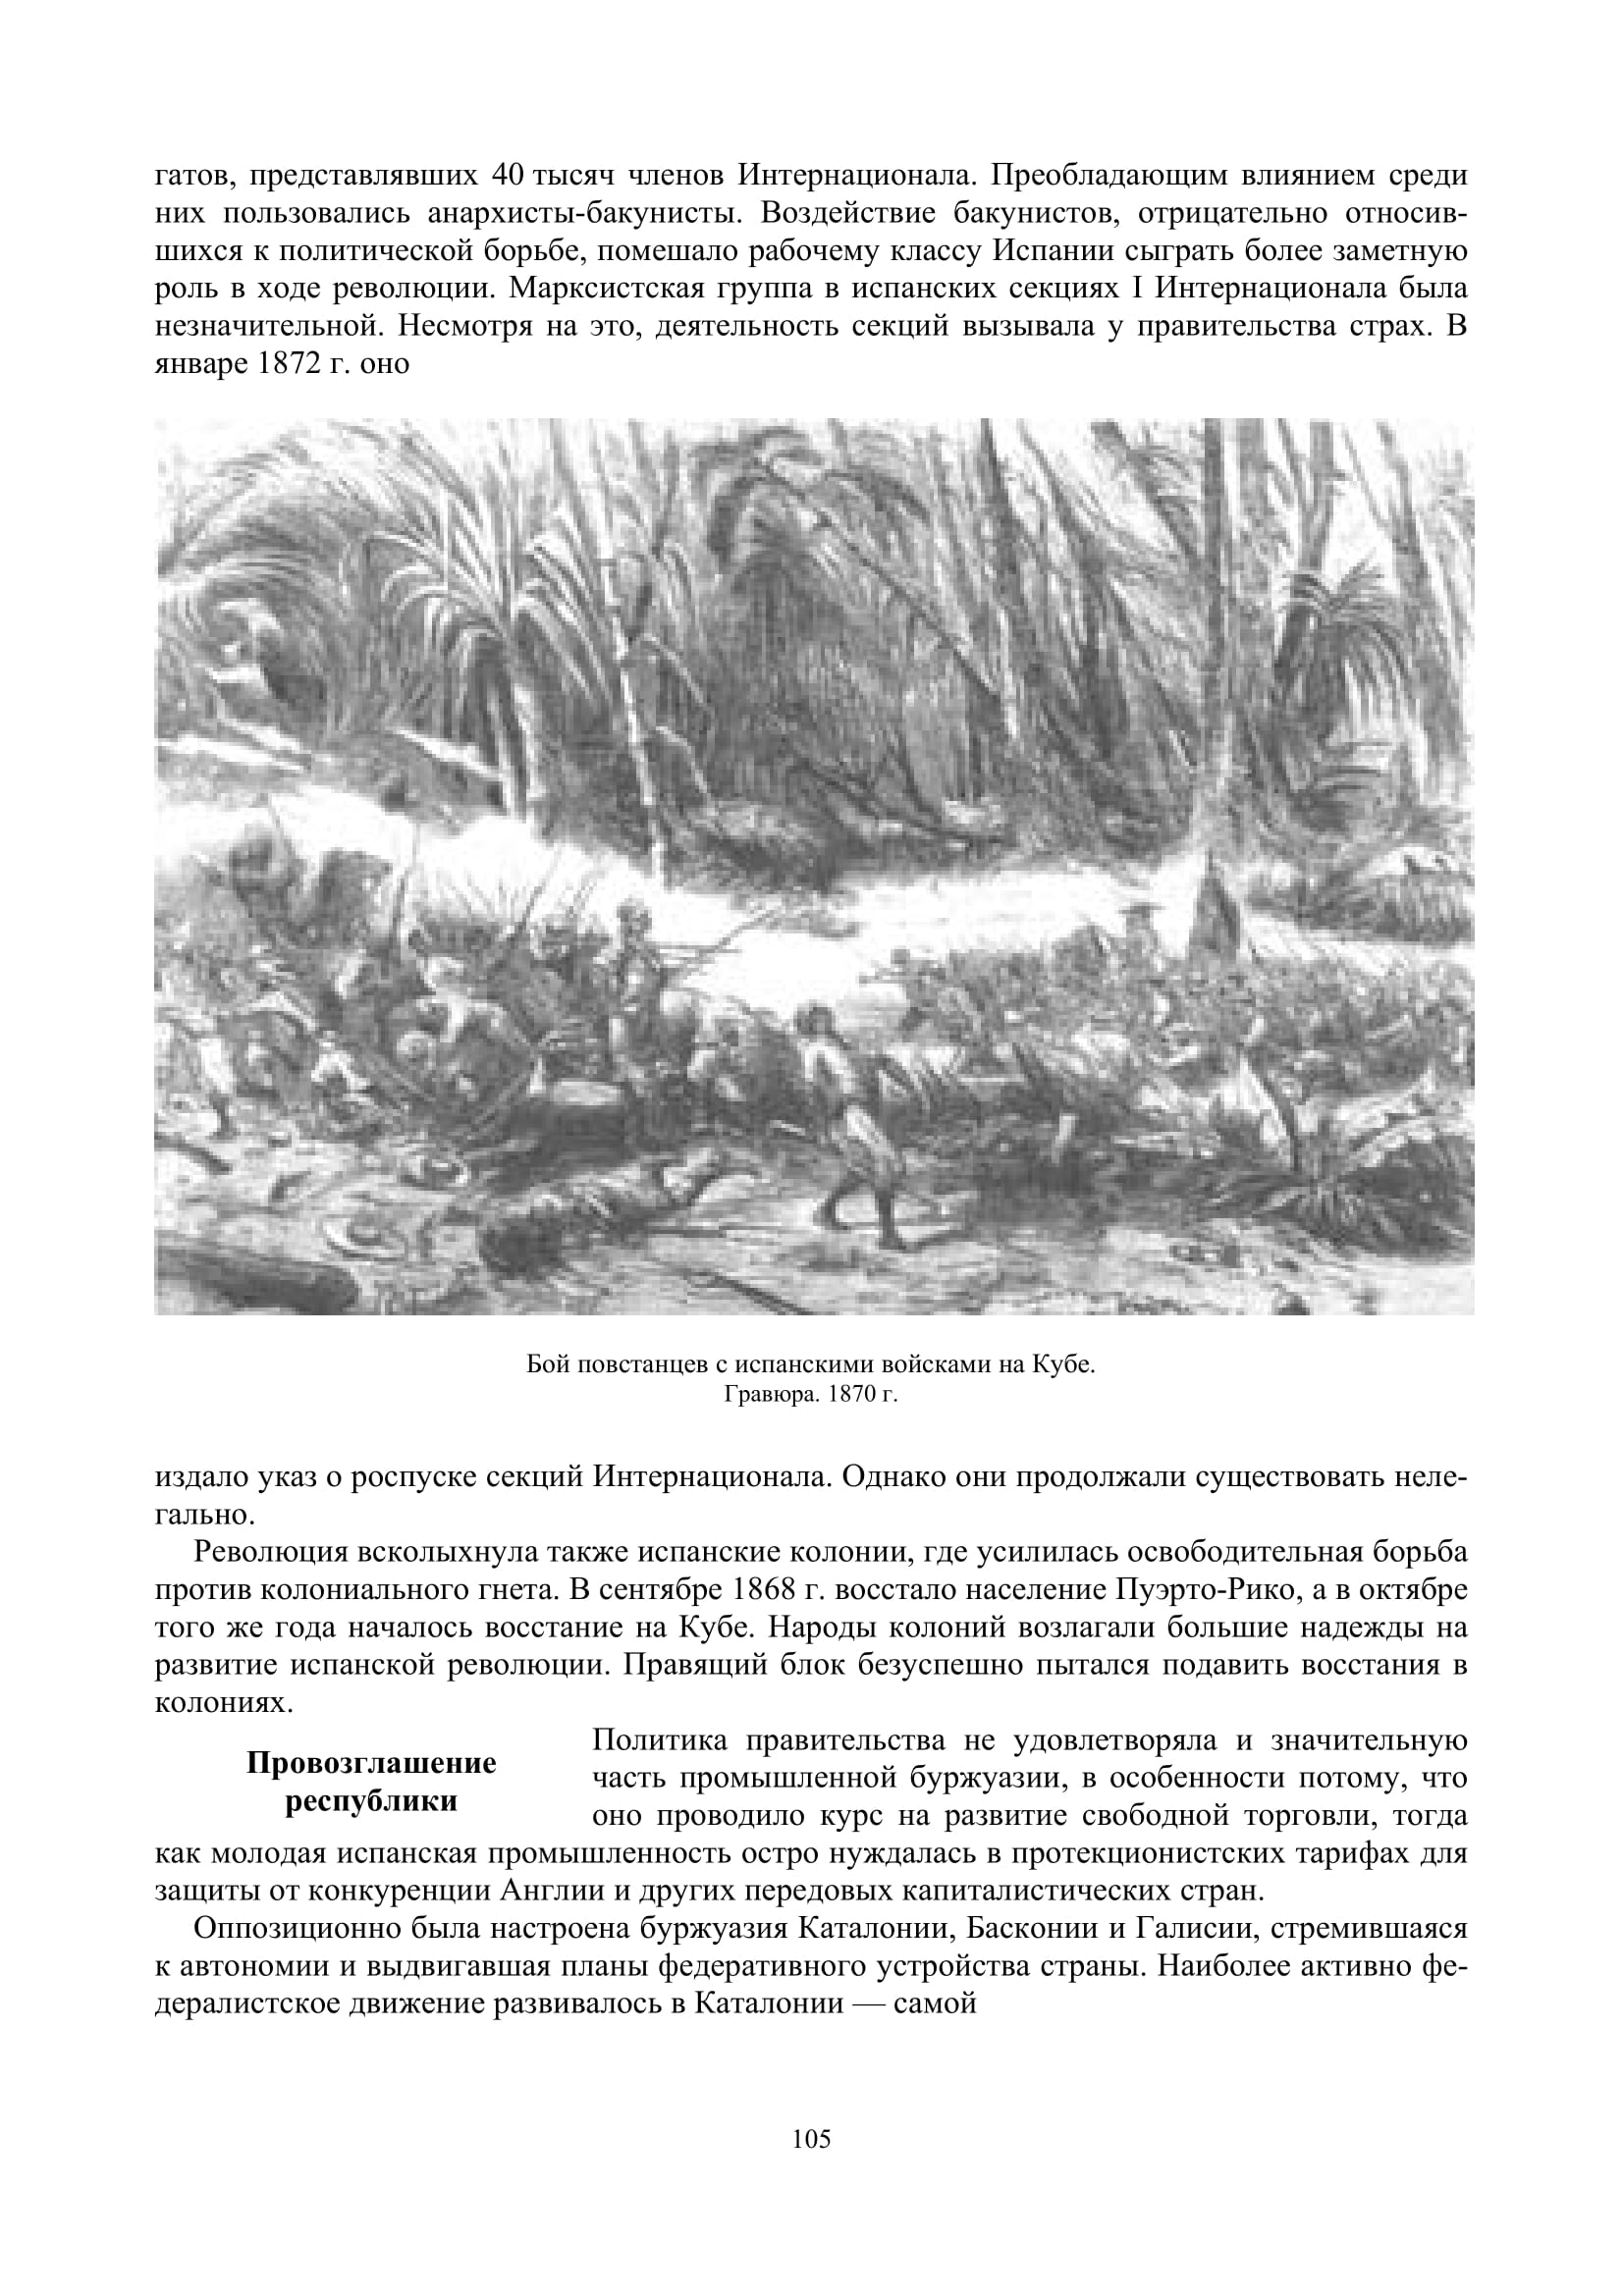 гатов, представлявших 40 тысяч членов Интернационала. Преобладающим влиянием среди
них пользовались анархисты-бакунисты. Воздействие бакунистов, отрицательно относив-
шихся к политической борьбе, помешало рабочему классу Испании сыграть более заметную
роль в ходе революции. Марксистская группа в испанских секциях I Интернационала была
незначительной. Несмотря на это, деятельность секций вызывала у правительства страх. В
январе 1872 г. оно
Бой повстанцев с испанскими войсками на Кубе.
Гравюра. 1870 г.
издало указ о роспуске секций Интернационала. Однако они продолжали существовать неле-
гально.
Революция всколыхнула также испанские колонии, где усилилась освободительная борьба
против колониального гнета. В сентябре 1868 г. восстало население Пуэрто-Рико, а в октябре
того же года началось восстание на Кубе. Народы колоний возлагали большие надежды на
развитие испанской революции. Правящий блок безуспешно пытался подавить восстания в
колониях.
Провозглашение
республики
Политика правительства не удовлетворяла и значительную
часть промышленной буржуазии, в особенности потому, что
оно проводило курс на развитие свободной торговли, тогда
как молодая испанская промышленность остро нуждалась в протекционистских тарифах для
защиты от конкуренции Англии и других передовых капиталистических стран.
Оппозиционно была настроена буржуазия Каталонии, Басконии и Галисии, стремившаяся
к автономии и выдвигавшая планы федеративного устройства страны. Наиболее активно фе-
дералистское движение развивалось в Каталонии — самой
105